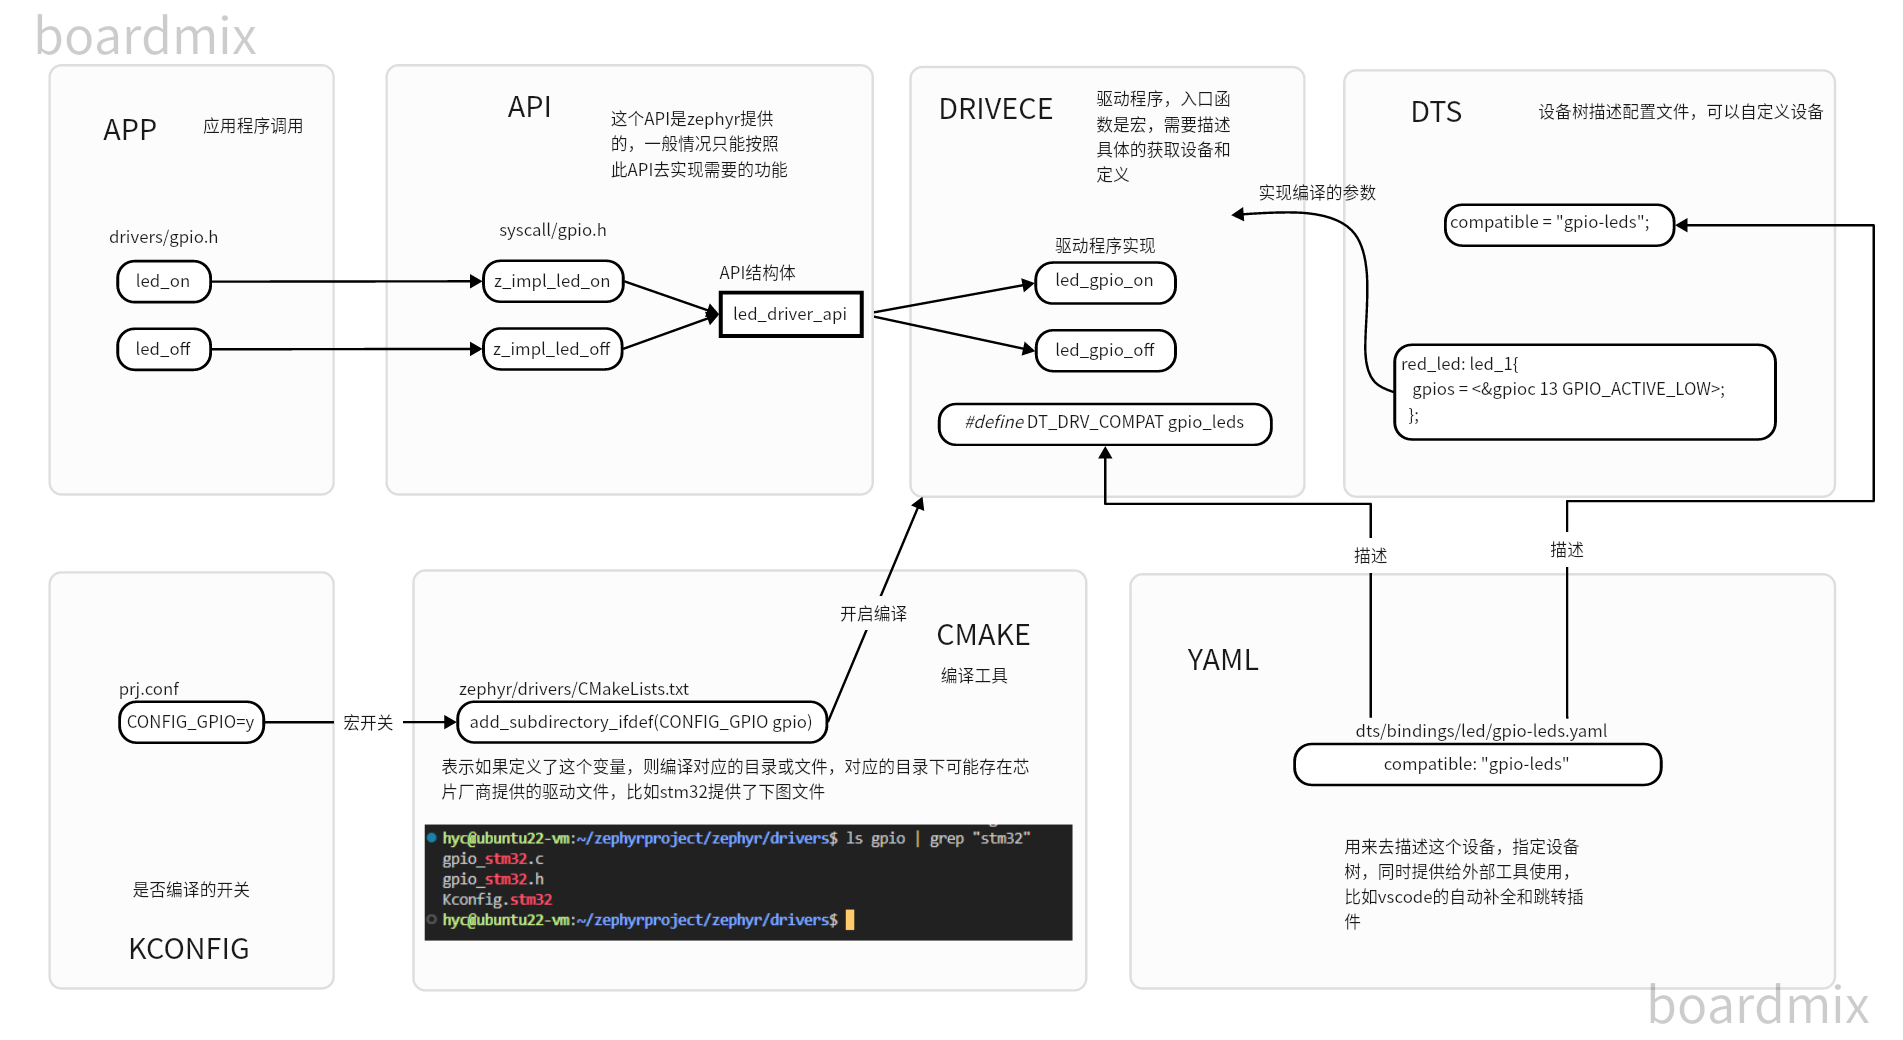 boardmix
APP
应用程序调用
drivers/gpio.h
led_on
led_off
API
这个API是zephyr提供
的，一般情况只能按照
此API去实现需要的功能
syscall/gpio.h
z_impl_led_on
z_impl_led_off
API结构体
led_driver_api
DRIVECE
驱动程序，入口函
数是宏，需要描述
具体的获取设备和
定义
驱动程序实现
led_gpio_on
led_gpio_off
#define DT_DRV_COMPAT gpio_leds
实现编译的参数
DTS
设备树描述配置文件，可以自定义设备
compatible = "gpio-leds";
red_led: led_1{
gpios = <&gpioc 13 GPIO_ACTIVE_LOW>;
};
描述
描述
prj.conf
CONFIG_GPIO=y
是否编译的开关
KCONFIG
宏开关
开启编译
CMAKE
编译工具
zephyr/drivers/CMakeLists.txt
add_subdirectory_ifdef(CONFIG_GPIO gpio)
表示如果定义了这个变量，则编译对应的目录或文件，对应的目录下可能存在芯
片厂商提供的驱动文件，比如stm32提供了下图文件
hyc@ubuntu22-vm:~/zephyrproject/zephyr/drivers$ ls gpio | grep "stm32"
gpio_stm32.c
gpio_stm32.h
Kconfig.stm32
hyc@ubuntu22-vm:~/zephyrproject/zephyr/drivers$
YAML
dts/bindings/led/gpio-leds.yaml
compatible: "gpio-leds"
用来去描述这个设备，指定设备
树，同时提供给外部工具使用，
比如vscode的自动补全和跳转插
件
boardmix